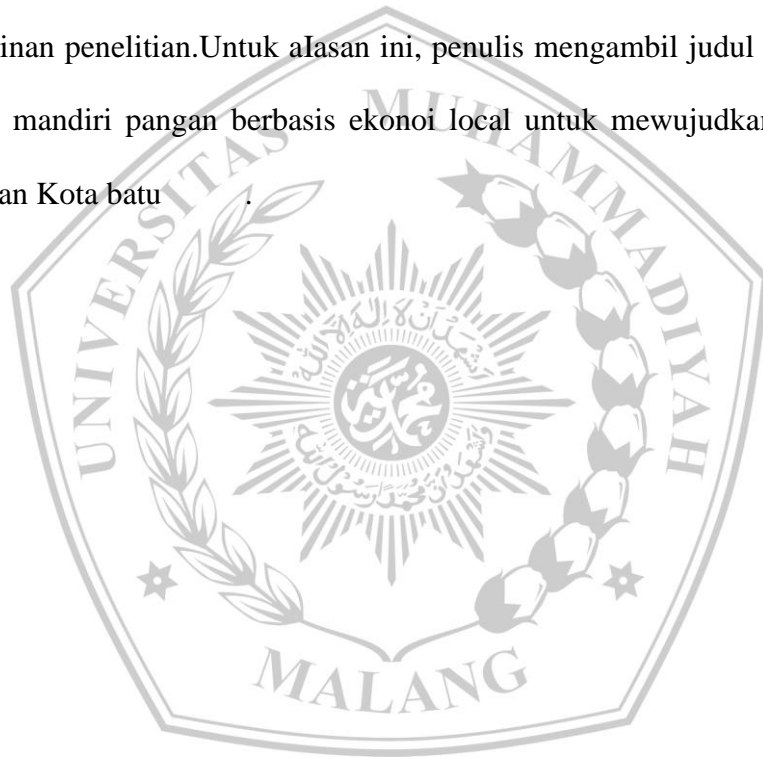 inan penelitian.Untuk aIasan ini, penulis mengambil judul
mandiri pangan berbasis ekonoi local untuk mewujudkan
an Kota batu .
UNIVERSITAS MUHAMMADIYAH
MALANG